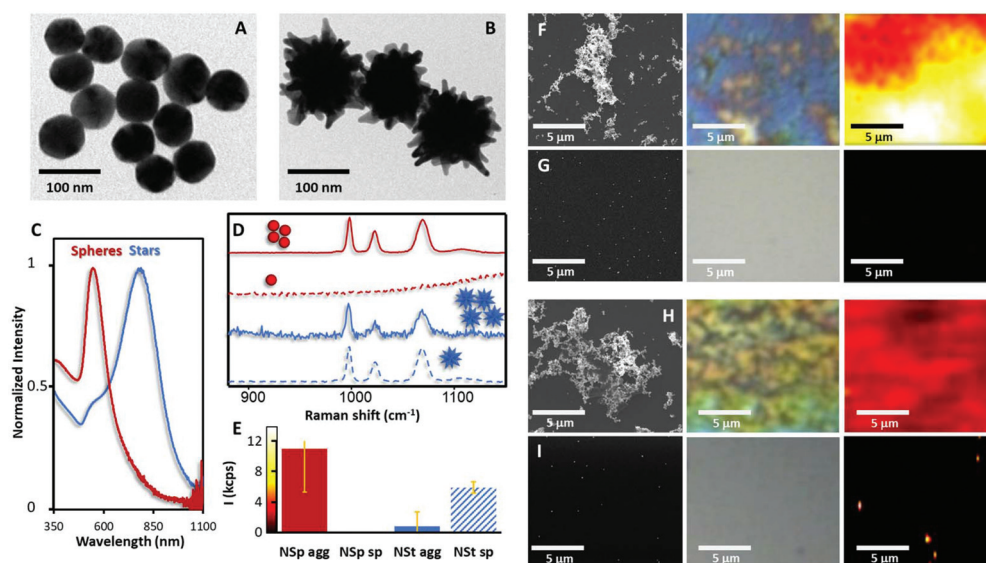 A
100 nm
B
100 nm
C
Spheres Stars
1
0.5
0
Normalized Intensity
350 600 850 1100
Wavelength (nm)
D
900 1000 1100
Raman shift (cm⁻¹)
E
12
8
4
0
I (kcps)
NSp agg NSp sp NSt agg NSt sp
F
5 µm 5 µm 5 µm
G
5 µm 5 µm 5 µm
H
5 µm 5 µm 5 µm
I
5 µm 5 µm 5 µm